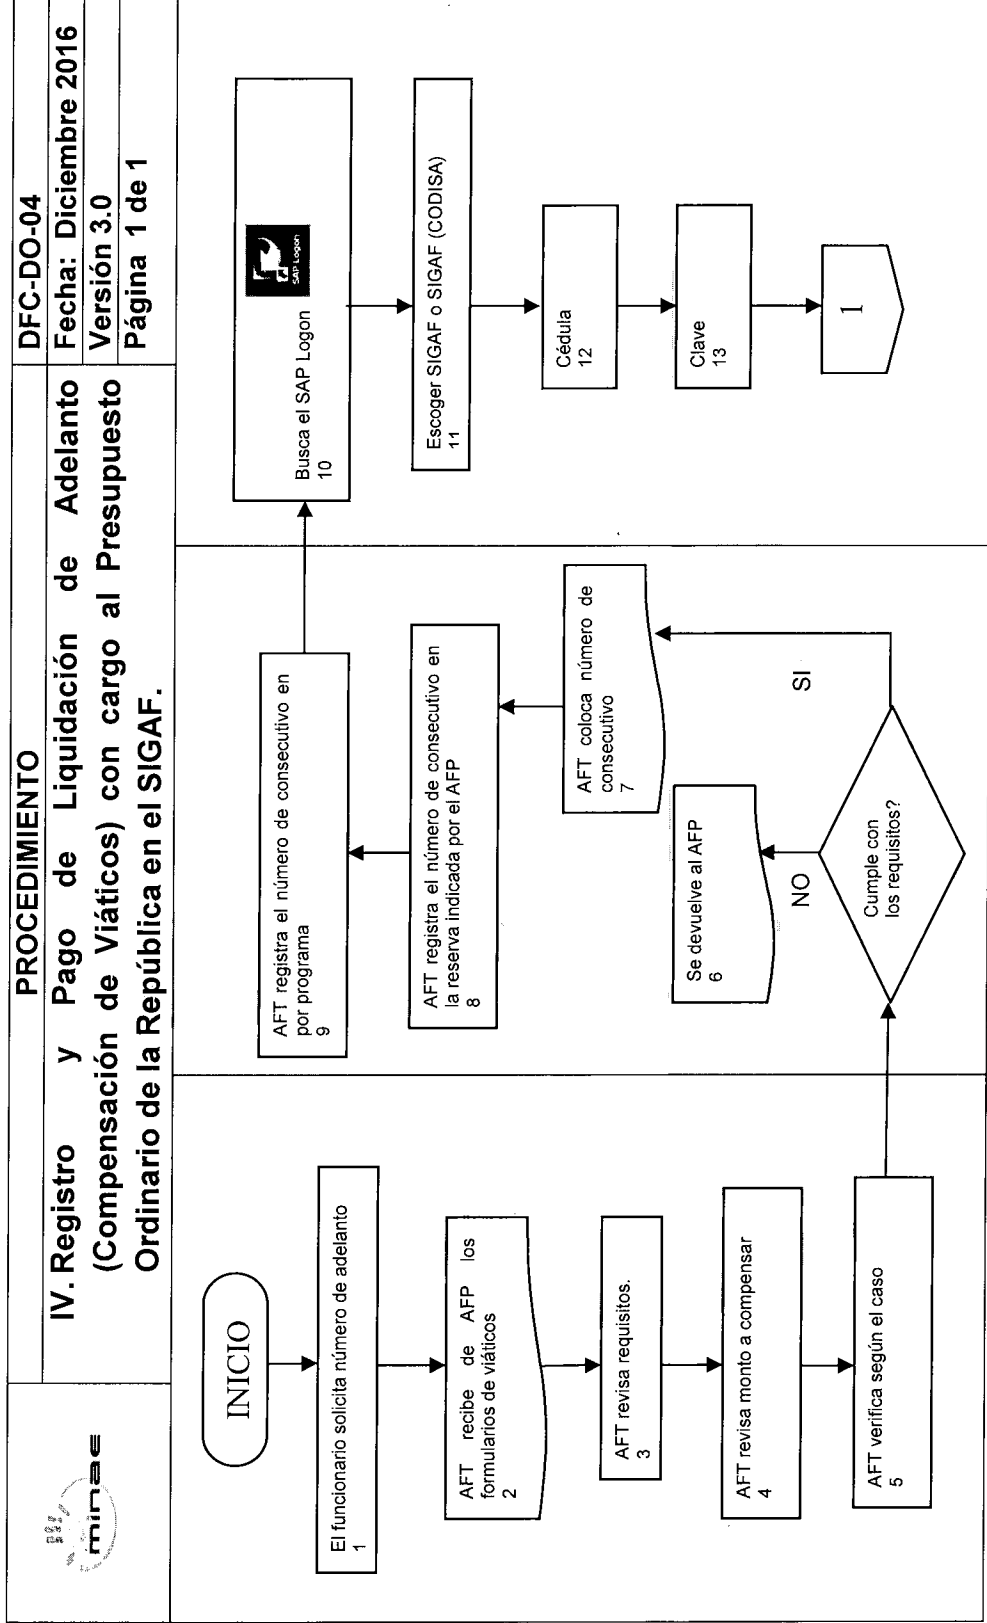 minae
PROCEDIMIENTO
IV. Registro y Pago de Liquidación de Adelanto
(Compensación de Viáticos) con cargo al Presupuesto
Ordinario de la República en el SIGAF.
DFC-DO-04
Fecha: Diciembre 2016
Versión 3.0
Página 1 de 1
INICIO
El funcionario solicita número de adelanto
1
AFT recibe de AFP los
formularios de viáticos
2
AFT revisa requisitos.
3
AFT revisa monto a compensar
4
AFT verifica según el caso
5
Cumple con
los requisitos?
NO
SI
Se devuelve al AFP
6
AFT coloca número de
consecutivo
7
AFT registra el número de consecutivo en
la reserva indicada por el AFP
8
AFT registra el número de consecutivo en
por programa
9
SAP Logon
Busca el SAP Logon
10
Escoger SIGAF o SIGAF (CODISA)
11
Cédula
12
Clave
13
1